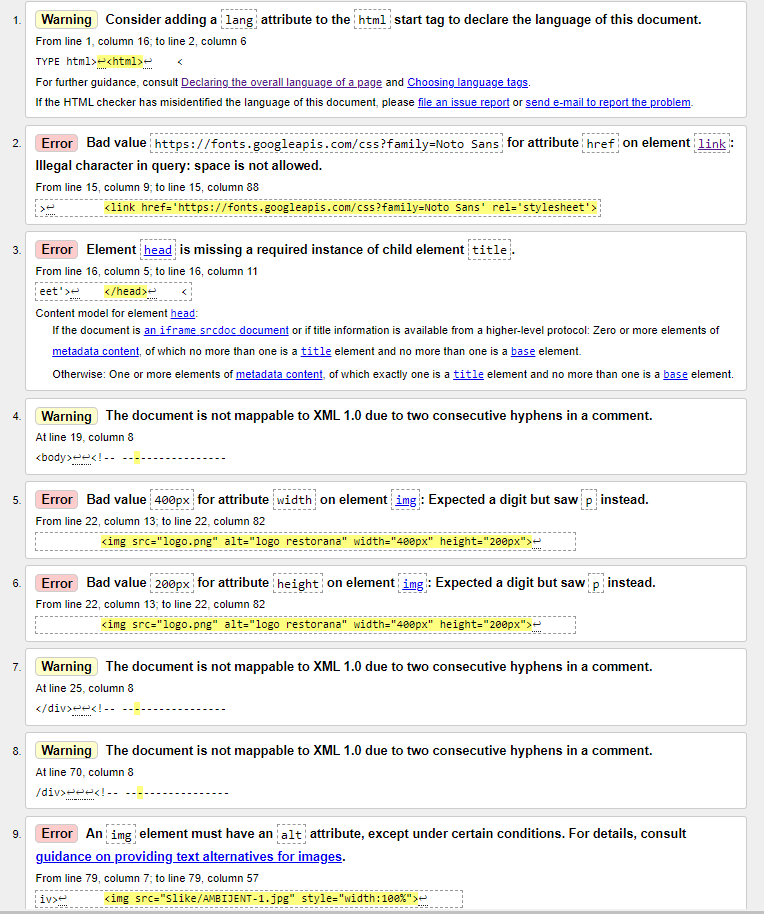 1. Warning Consider adding a lang attribute to the html start tag to declare the language of this document.
From line 1, column 16; to line 2, column 6
TYPE html>↩<html>↩    <
For further guidance, consult Declaring the overall language of a page and Choosing language tags.
If the HTML checker has misidentified the language of this document, please file an issue report or send e-mail to report the problem.
2. Error Bad value https://fonts.googleapis.com/css?family=Noto Sans for attribute href on element link:
Illegal character in query: space is not allowed.
From line 15, column 9; to line 15, column 88
>↩        <link href='https://fonts.googleapis.com/css?family=Noto Sans' rel='stylesheet'>
3. Error Element head is missing a required instance of child element title.
From line 16, column 5; to line 16, column 11
eet'>↩    </head>↩    <
Content model for element head:
If the document is an iframe srcdoc document or if title information is available from a higher-level protocol: Zero or more elements of
metadata content, of which no more than one is a title element and no more than one is a base element.
Otherwise: One or more elements of metadata content, of which exactly one is a title element and no more than one is a base element.
4. Warning The document is not mappable to XML 1.0 due to two consecutive hyphens in a comment.
At line 19, column 8
<body>↩↩<!-- -----------------
5. Error Bad value 400px for attribute width on element img: Expected a digit but saw p instead.
From line 22, column 13; to line 22, column 82
<img src="logo.png" alt="logo restorana" width="400px" height="200px">↩
6. Error Bad value 200px for attribute height on element img: Expected a digit but saw p instead.
From line 22, column 13; to line 22, column 82
<img src="logo.png" alt="logo restorana" width="400px" height="200px">↩
7. Warning The document is not mappable to XML 1.0 due to two consecutive hyphens in a comment.
At line 25, column 8
</div>↩↩<!-- -----------------
8. Warning The document is not mappable to XML 1.0 due to two consecutive hyphens in a comment.
At line 70, column 8
/div>↩↩↩<!-- -----------------
9. Error An img element must have an alt attribute, except under certain conditions. For details, consult
guidance on providing text alternatives for images.
From line 79, column 7; to line 79, column 57
iv>↩      <img src="Slike/AMBIJENT-1.jpg" style="width:100%">↩